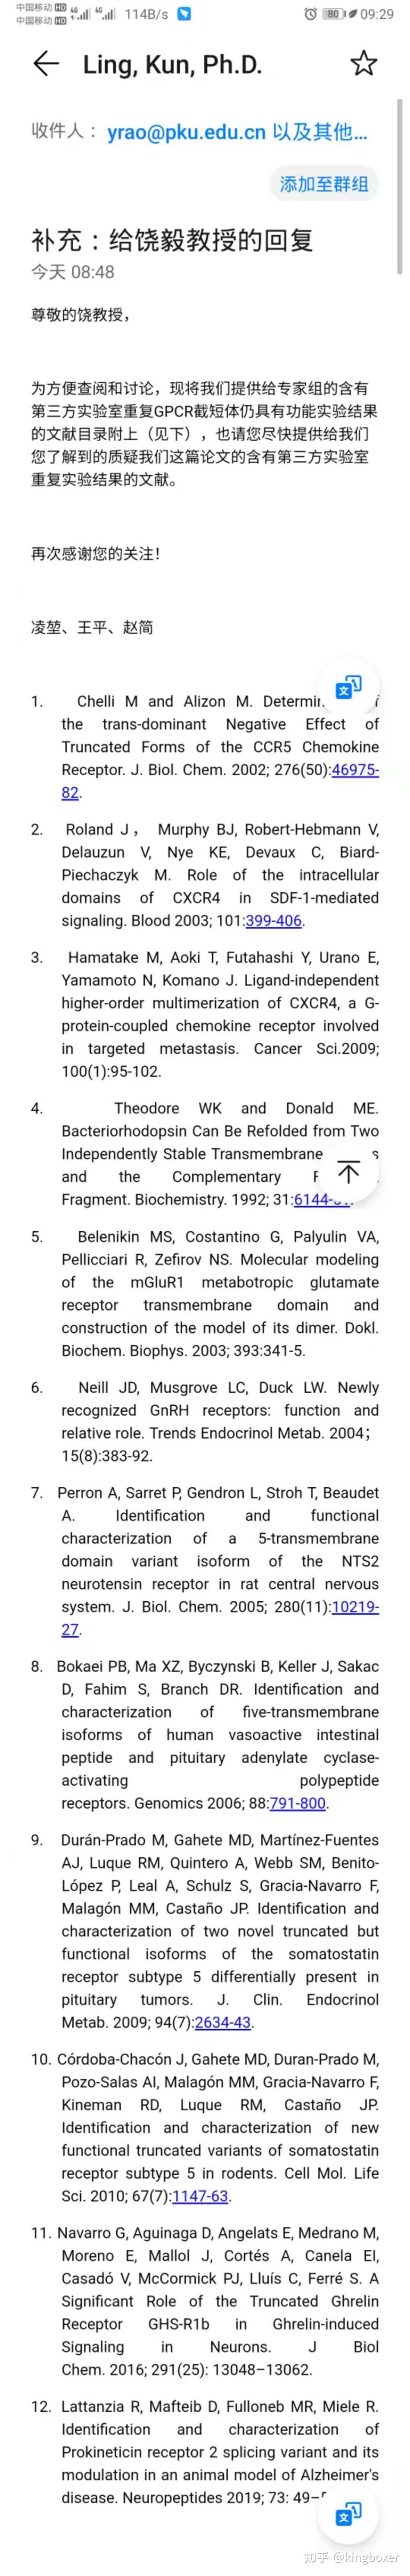 中国移动 HD 4G 4G 114B/s 80 09:29
中国移动 HD
Ling, Kun, Ph.D.
收件人： yrao@pku.edu.cn 以及其他...
添加至群组
补充：给饶毅教授的回复
今天 08:48
尊敬的饶教授，
为方便查阅和讨论，现将我们提供给专家组的含有
第三方实验室重复GPCR截短体仍具有功能实验结果
的文献目录附上（见下），也请您尽快提供给我们
您了解到的质疑我们这篇论文的含有第三方实验室
重复实验结果的文献。
再次感谢您的关注！
凌堃、王平、赵简
1. Chelli M and Alizon M.
the trans-dominant Negative Effect of
Truncated Forms of the CCR5 Chemokine
Receptor. J. Biol. Chem. 2002; 276(50):46975-
82.
2. Roland J， Murphy BJ, Robert-Hebmann V,
Delauzun V, Nye KE, Devaux C, Biard-
Piechaczyk M. Role of the intracellular
domains of CXCR4 in SDF-1-mediated
signaling. Blood 2003; 101:399-406.
3. Hamatake M, Aoki T, Futahashi Y, Urano E,
Yamamoto N, Komano J. Ligand-independent
higher-order multimerization of CXCR4, a G-
protein-coupled chemokine receptor involved
in targeted metastasis. Cancer Sci.2009;
100(1):95-102.
4. Theodore WK and Donald ME.
Bacteriorhodopsin Can Be Refolded from Two
Independently Stable Transmembrane
and the Complementary
Fragment. Biochemistry. 1992; 31:6144-
5. Belenikin MS, Costantino G, Palyulin VA,
Pellicciari R, Zefirov NS. Molecular modeling
of the mGluR1 metabotropic glutamate
receptor transmembrane domain and
construction of the model of its dimer. Dokl.
Biochem. Biophys. 2003; 393:341-5.
6. Neill JD, Musgrove LC, Duck LW. Newly
recognized GnRH receptors: function and
relative role. Trends Endocrinol Metab. 2004；
15(8):383-92.
7. Perron A, Sarret P, Gendron L, Stroh T, Beaudet
A. Identification and functional
characterization of a 5-transmembrane
domain variant isoform of the NTS2
neurotensin receptor in rat central nervous
system. J. Biol. Chem. 2005; 280(11):10219-
27.
8. Bokaei PB, Ma XZ, Byczynski B, Keller J, Sakac
D, Fahim S, Branch DR. Identification and
characterization of five-transmembrane
isoforms of human vasoactive intestinal
peptide and pituitary adenylate cyclase-
activating polypeptide
receptors. Genomics 2006; 88:791-800.
9. Durán-Prado M, Gahete MD, Martínez-Fuentes
AJ, Luque RM, Quintero A, Webb SM, Benito-
López P, Leal A, Schulz S, Gracia-Navarro F,
Malagón MM, Castaño JP. Identification and
characterization of two novel truncated but
functional isoforms of the somatostatin
receptor subtype 5 differentially present in
pituitary tumors. J. Clin. Endocrinol
Metab. 2009; 94(7):2634-43.
10. Córdoba-Chacón J, Gahete MD, Duran-Prado M,
Pozo-Salas AI, Malagón MM, Gracia-Navarro F,
Kineman RD, Luque RM, Castaño JP.
Identification and characterization of new
functional truncated variants of somatostatin
receptor subtype 5 in rodents. Cell Mol. Life
Sci. 2010; 67(7):1147-63.
11. Navarro G, Aguinaga D, Angelats E, Medrano M,
Moreno E, Mallol J, Cortés A, Canela EI,
Casadó V, McCormick PJ, Lluís C, Ferré S. A
Significant Role of the Truncated Ghrelin
Receptor GHS-R1b in Ghrelin-induced
Signaling in Neurons. J Biol
Chem. 2016; 291(25): 13048–13062.
12. Lattanzia R, Mafteib D, Fulloneb MR, Miele R.
Identification and characterization of
Prokineticin receptor 2 splicing variant and its
modulation in an animal model of Alzheimer's
disease. Neuropeptides 2019; 73: 49–
知乎 @kingboxer